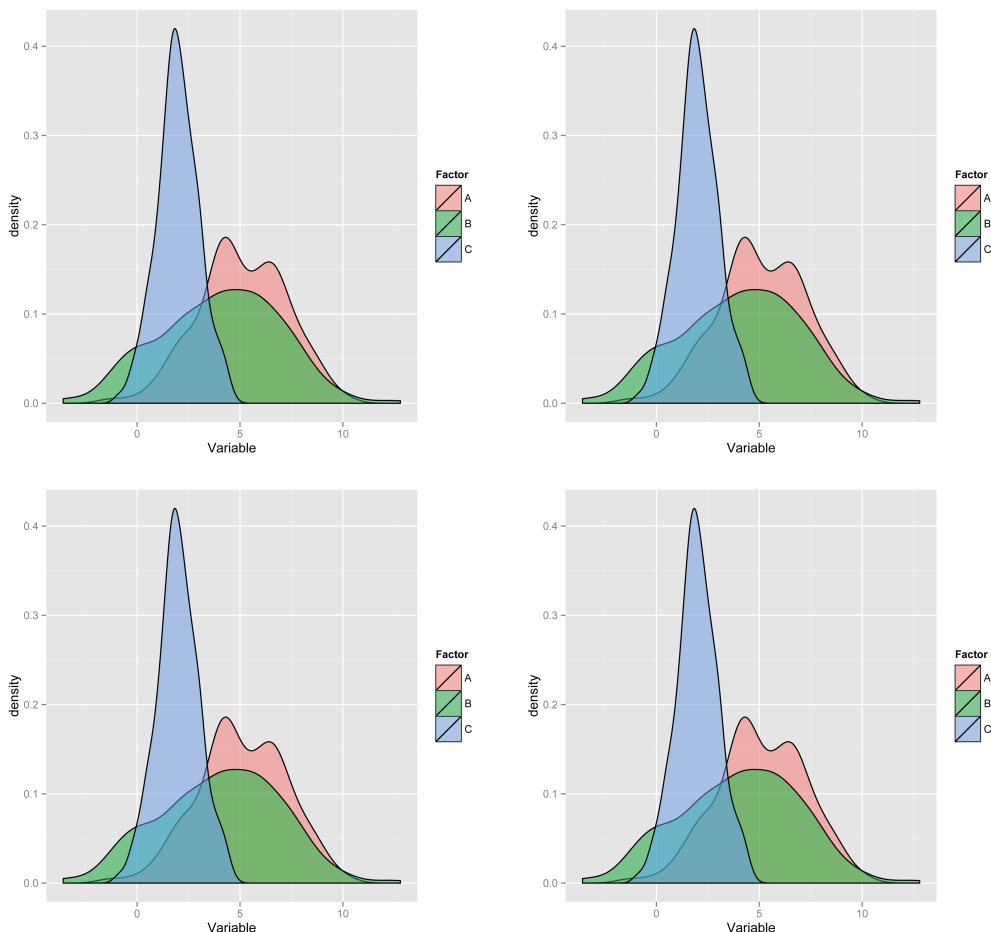 0.4
0.3
0.2
0.1
0.0
density
0 5 10
Variable
Factor
A
B
C
0.4
0.3
0.2
0.1
0.0
density
0 5 10
Variable
Factor
A
B
C
0.4
0.3
0.2
0.1
0.0
density
0 5 10
Variable
Factor
A
B
C
0.4
0.3
0.2
0.1
0.0
density
0 5 10
Variable
Factor
A
B
C